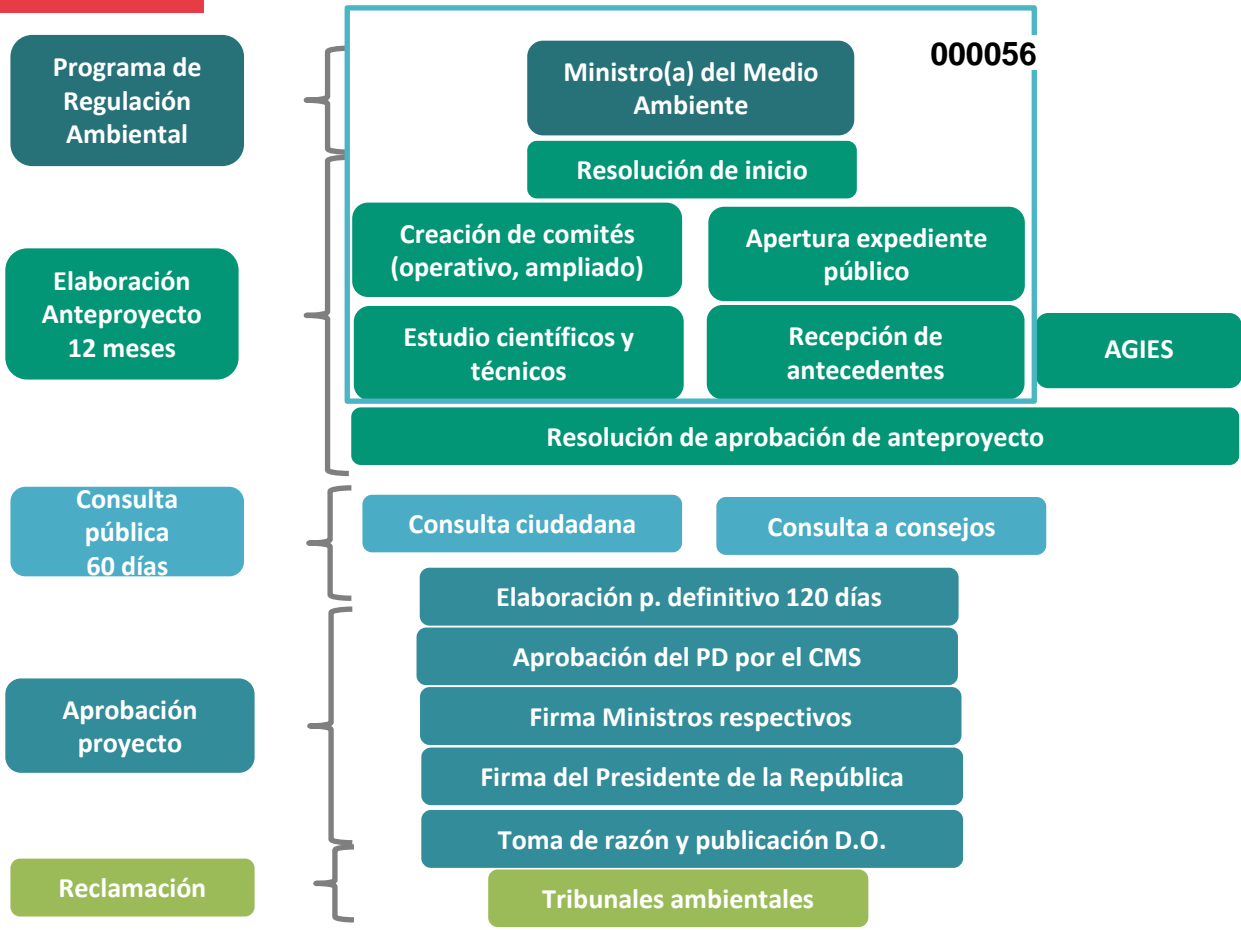 000056
Programa de
Regulación
Ambiental
Ministro(a) del Medio
Ambiente
Resolución de inicio
Elaboración
Anteproyecto
12 meses
Creación de comités
(operativo, ampliado)
Apertura expediente
público
Estudio científicos y
técnicos
Recepción de
antecedentes
AGIES
Resolución de aprobación de anteproyecto
Consulta
pública
60 días
Consulta ciudadana
Consulta a consejos
Aprobación
proyecto
Elaboración p. definitivo 120 días
Aprobación del PD por el CMS
Firma Ministros respectivos
Firma del Presidente de la República
Toma de razón y publicación D.O.
Reclamación
Tribunales ambientales